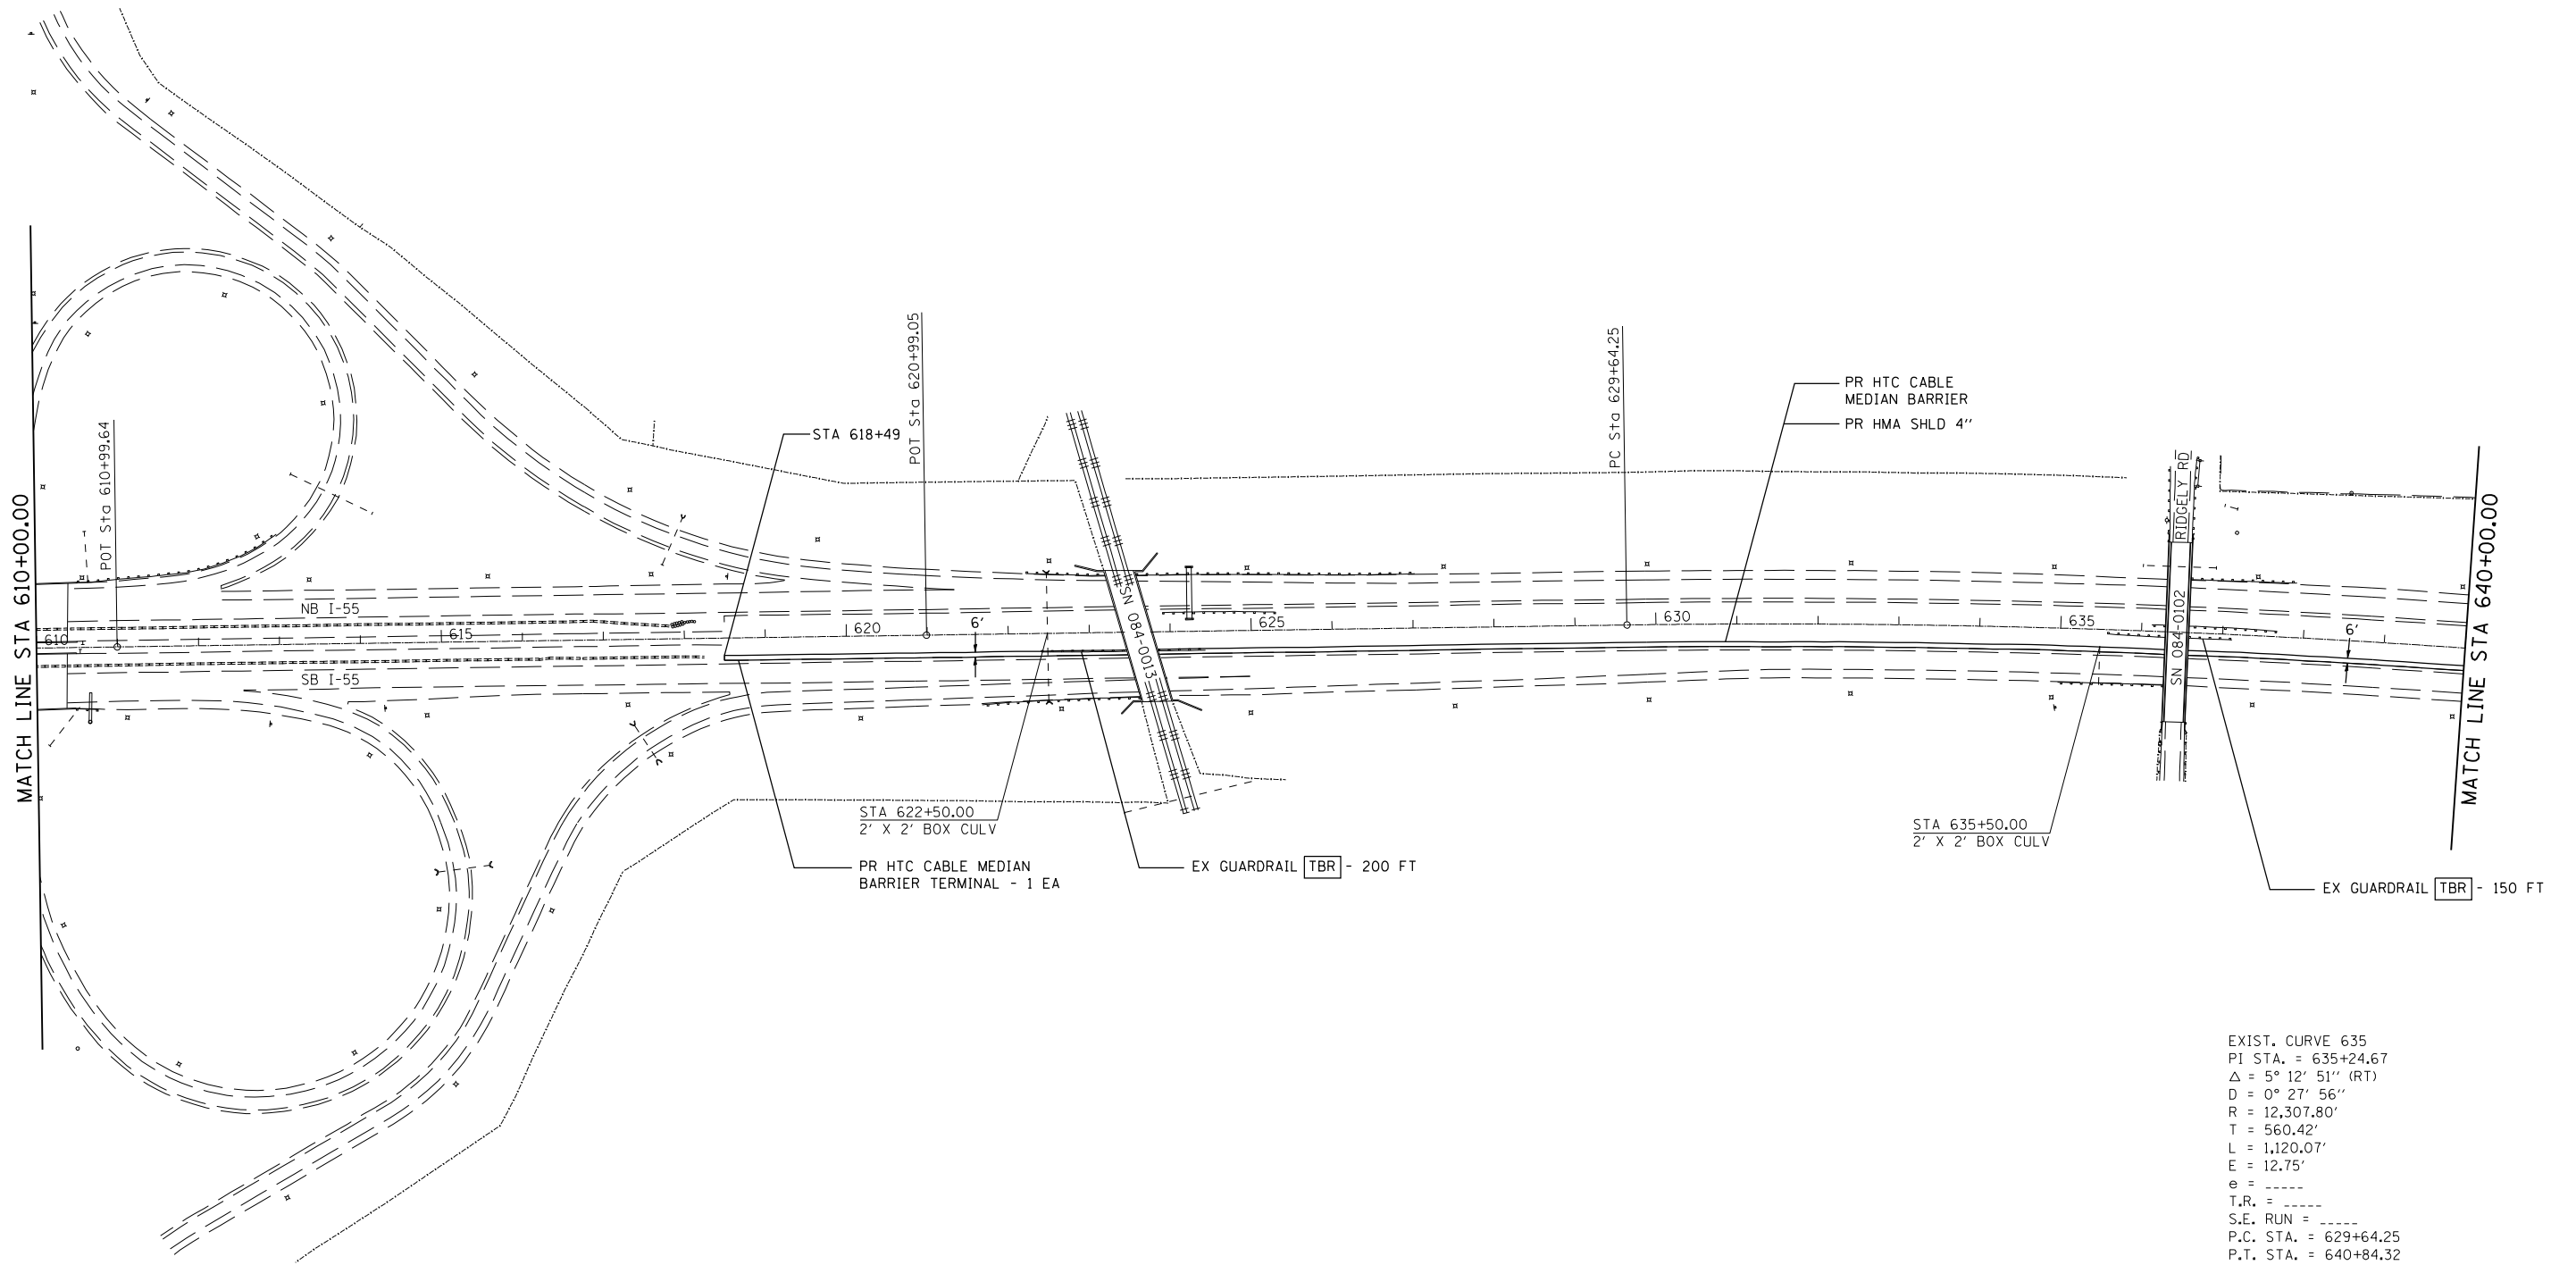 MATCH LINE STA 610+00.00
POT Sta 610+99.64
STA 618+49
POT Sta 620+99.05
PC Sta 629+64.25
PR HTC CABLE
MEDIAN BARRIER
PR HMA SHLD 4''
RIDGELY RD
MATCH LINE STA 640+00.00
NB I-55
610
615
620
6'
625
630
635
6'
SB I-55
SN 084-0013
SN 084-0102
STA 622+50.00
2' X 2' BOX CULV
PR HTC CABLE MEDIAN
BARRIER TERMINAL - 1 EA
EX GUARDRAIL TBR - 200 FT
STA 635+50.00
2' X 2' BOX CULV
EX GUARDRAIL TBR - 150 FT
EXIST. CURVE 635
PI STA. = 635+24.67
Δ = 5° 12' 51'' (RT)
D = 0° 27' 56''
R = 12,307.80'
T = 560.42'
L = 1,120.07'
E = 12.75'
e = _____
T.R. = _____
S.E. RUN = _____
P.C. STA. = 629+64.25
P.T. STA. = 640+84.32